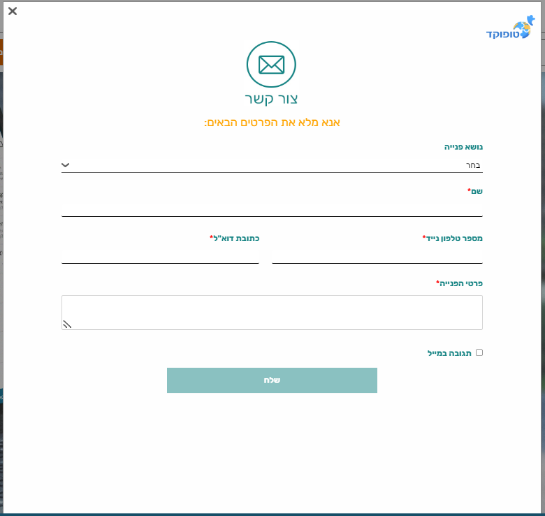 טופוקד
צור קשר
אנא מלא את הפרטים הבאים:
נושא פנייה
בחר
שם*
מספר טלפון נייד*
כתובת דוא"ל*
פרטי הפנייה*
תגובה במייל
שלח